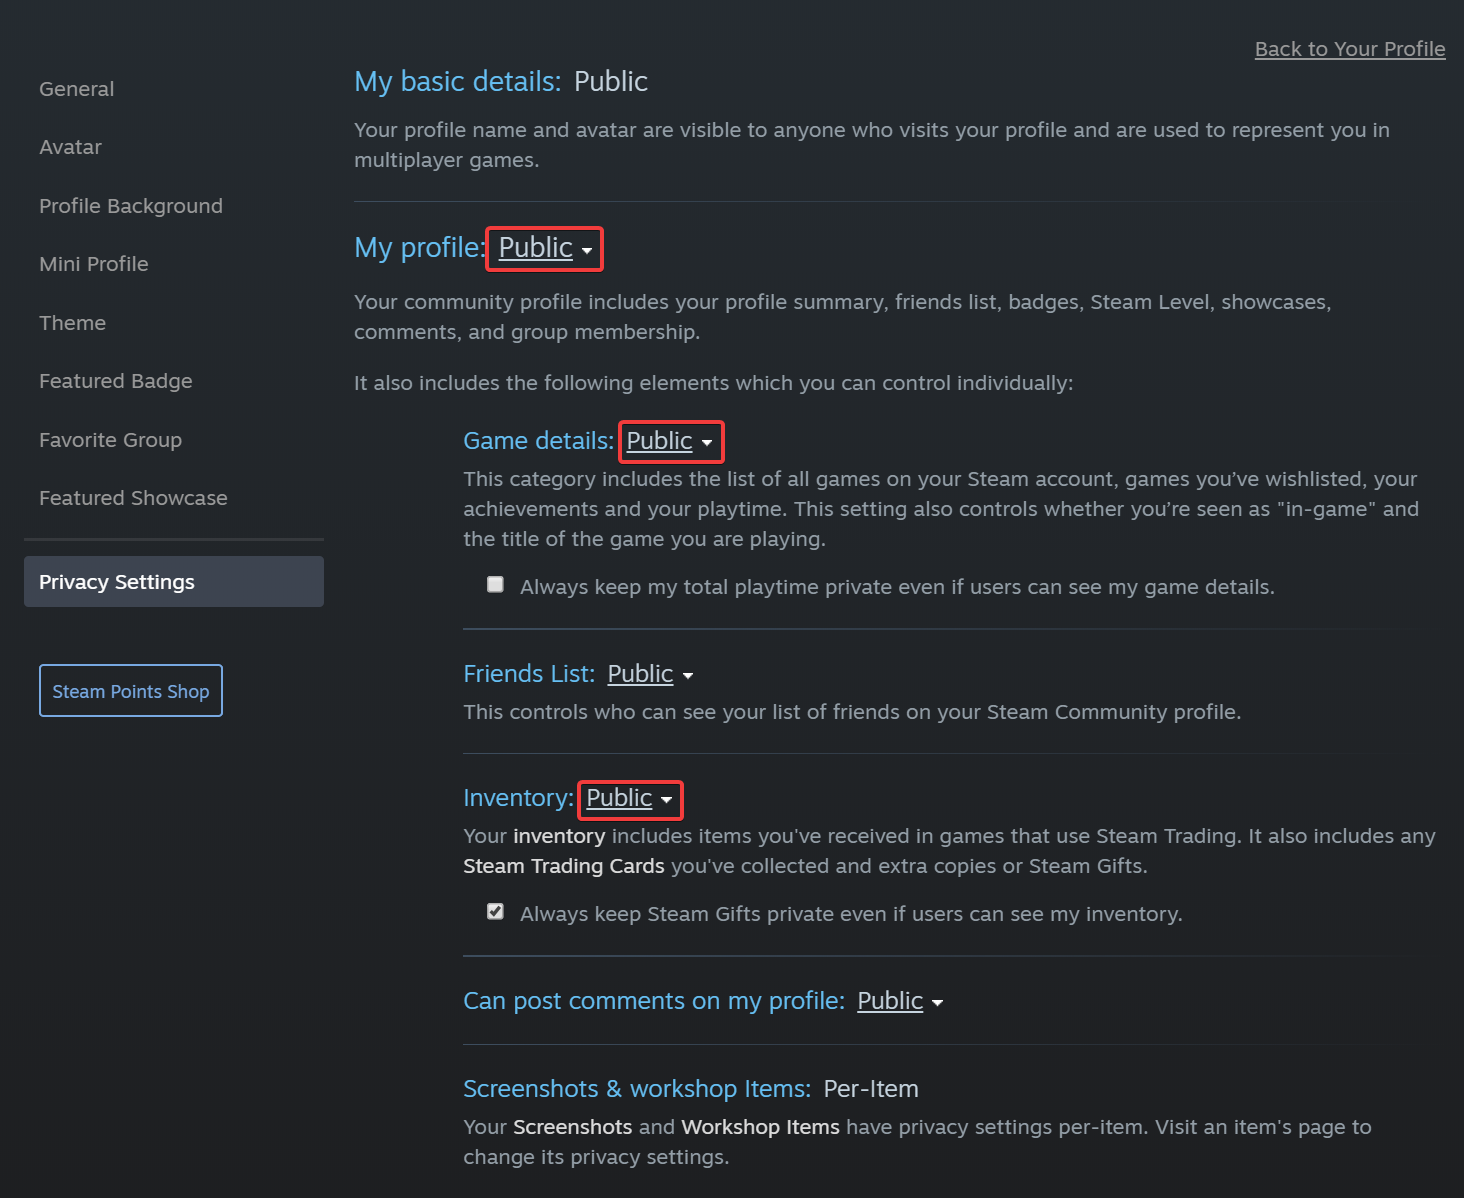 Back to Your Profile
General
Avatar
Profile Background
Mini Profile
Theme
Featured Badge
Favorite Group
Featured Showcase
Privacy Settings
Steam Points Shop
My basic details: Public
Your profile name and avatar are visible to anyone who visits your profile and are used to represent you in
multiplayer games.
My profile: Public
Your community profile includes your profile summary, friends list, badges, Steam Level, showcases,
comments, and group membership.
It also includes the following elements which you can control individually:
Game details: Public
This category includes the list of all games on your Steam account, games you’ve wishlisted, your
achievements and your playtime. This setting also controls whether you’re seen as "in-game" and
the title of the game you are playing.
Always keep my total playtime private even if users can see my game details.
Friends List: Public
This controls who can see your list of friends on your Steam Community profile.
Inventory: Public
Your inventory includes items you've received in games that use Steam Trading. It also includes any
Steam Trading Cards you've collected and extra copies or Steam Gifts.
Always keep Steam Gifts private even if users can see my inventory.
Can post comments on my profile: Public
Screenshots & workshop Items: Per-Item
Your Screenshots and Workshop Items have privacy settings per-item. Visit an item's page to
change its privacy settings.